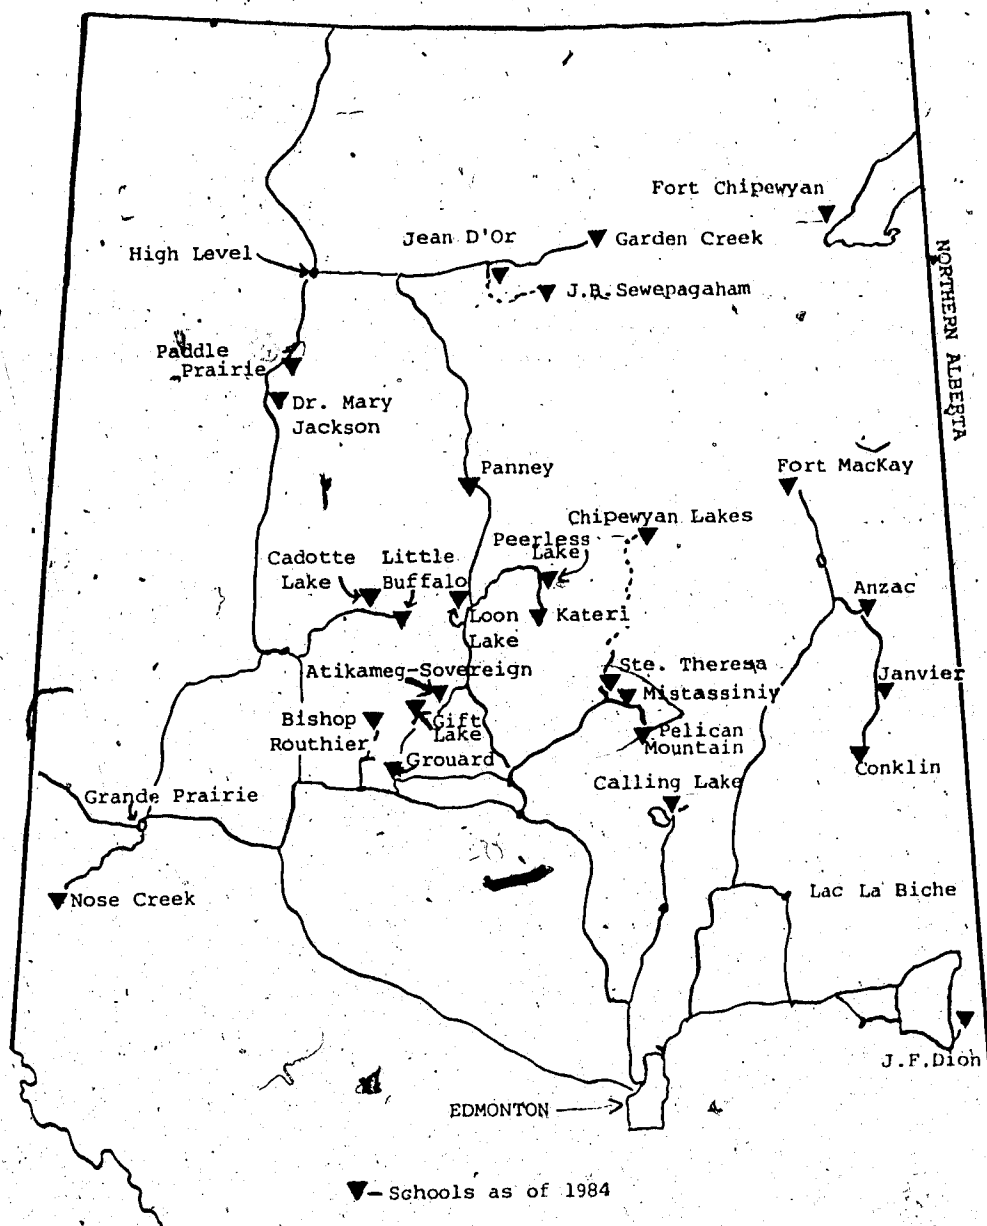 Fort Chipewyan
Jean D'Or
Garden Creek
High Level
J.B. Sewepagaham
NORTHERN ALBERTA
Paddle
Prairie
Dr. Mary
Jackson
Panney
Fort MacKay
Chipewyan Lakes
Peerless
Lake
Cadotte
Lake
Little
Buffalo
Anzac
Loon
Lake
Kateri
Atikameg-Sovereign
Ste. Theresa
Janvier
Mistassiniy
Bishop
Routhier
Gift
Lake
Pelican
Mountain
Grouard
Conklin
Calling Lake
Grande Prairie
Nose Creek
Lac La Biche
J.F.Dion
EDMONTON
- Schools as of 1984